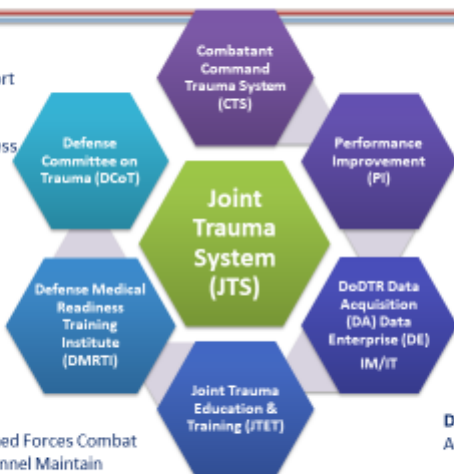 Combatant
Command
Trauma System
(CTS)
art
Defense
Committee on
Trauma (DCoT)
Performance
Improvement
(PI)
Joint
Trauma
System
(JTS)
Defense Medical
Readiness
Training
Institute
(DMRTI)
DoDTR Data
Acquisition
(DA) Data
Enterprise (DE)
IM/IT
Joint Trauma
Education &
Training (JTET)
ed Forces Combat
nnel Maintain
D
A